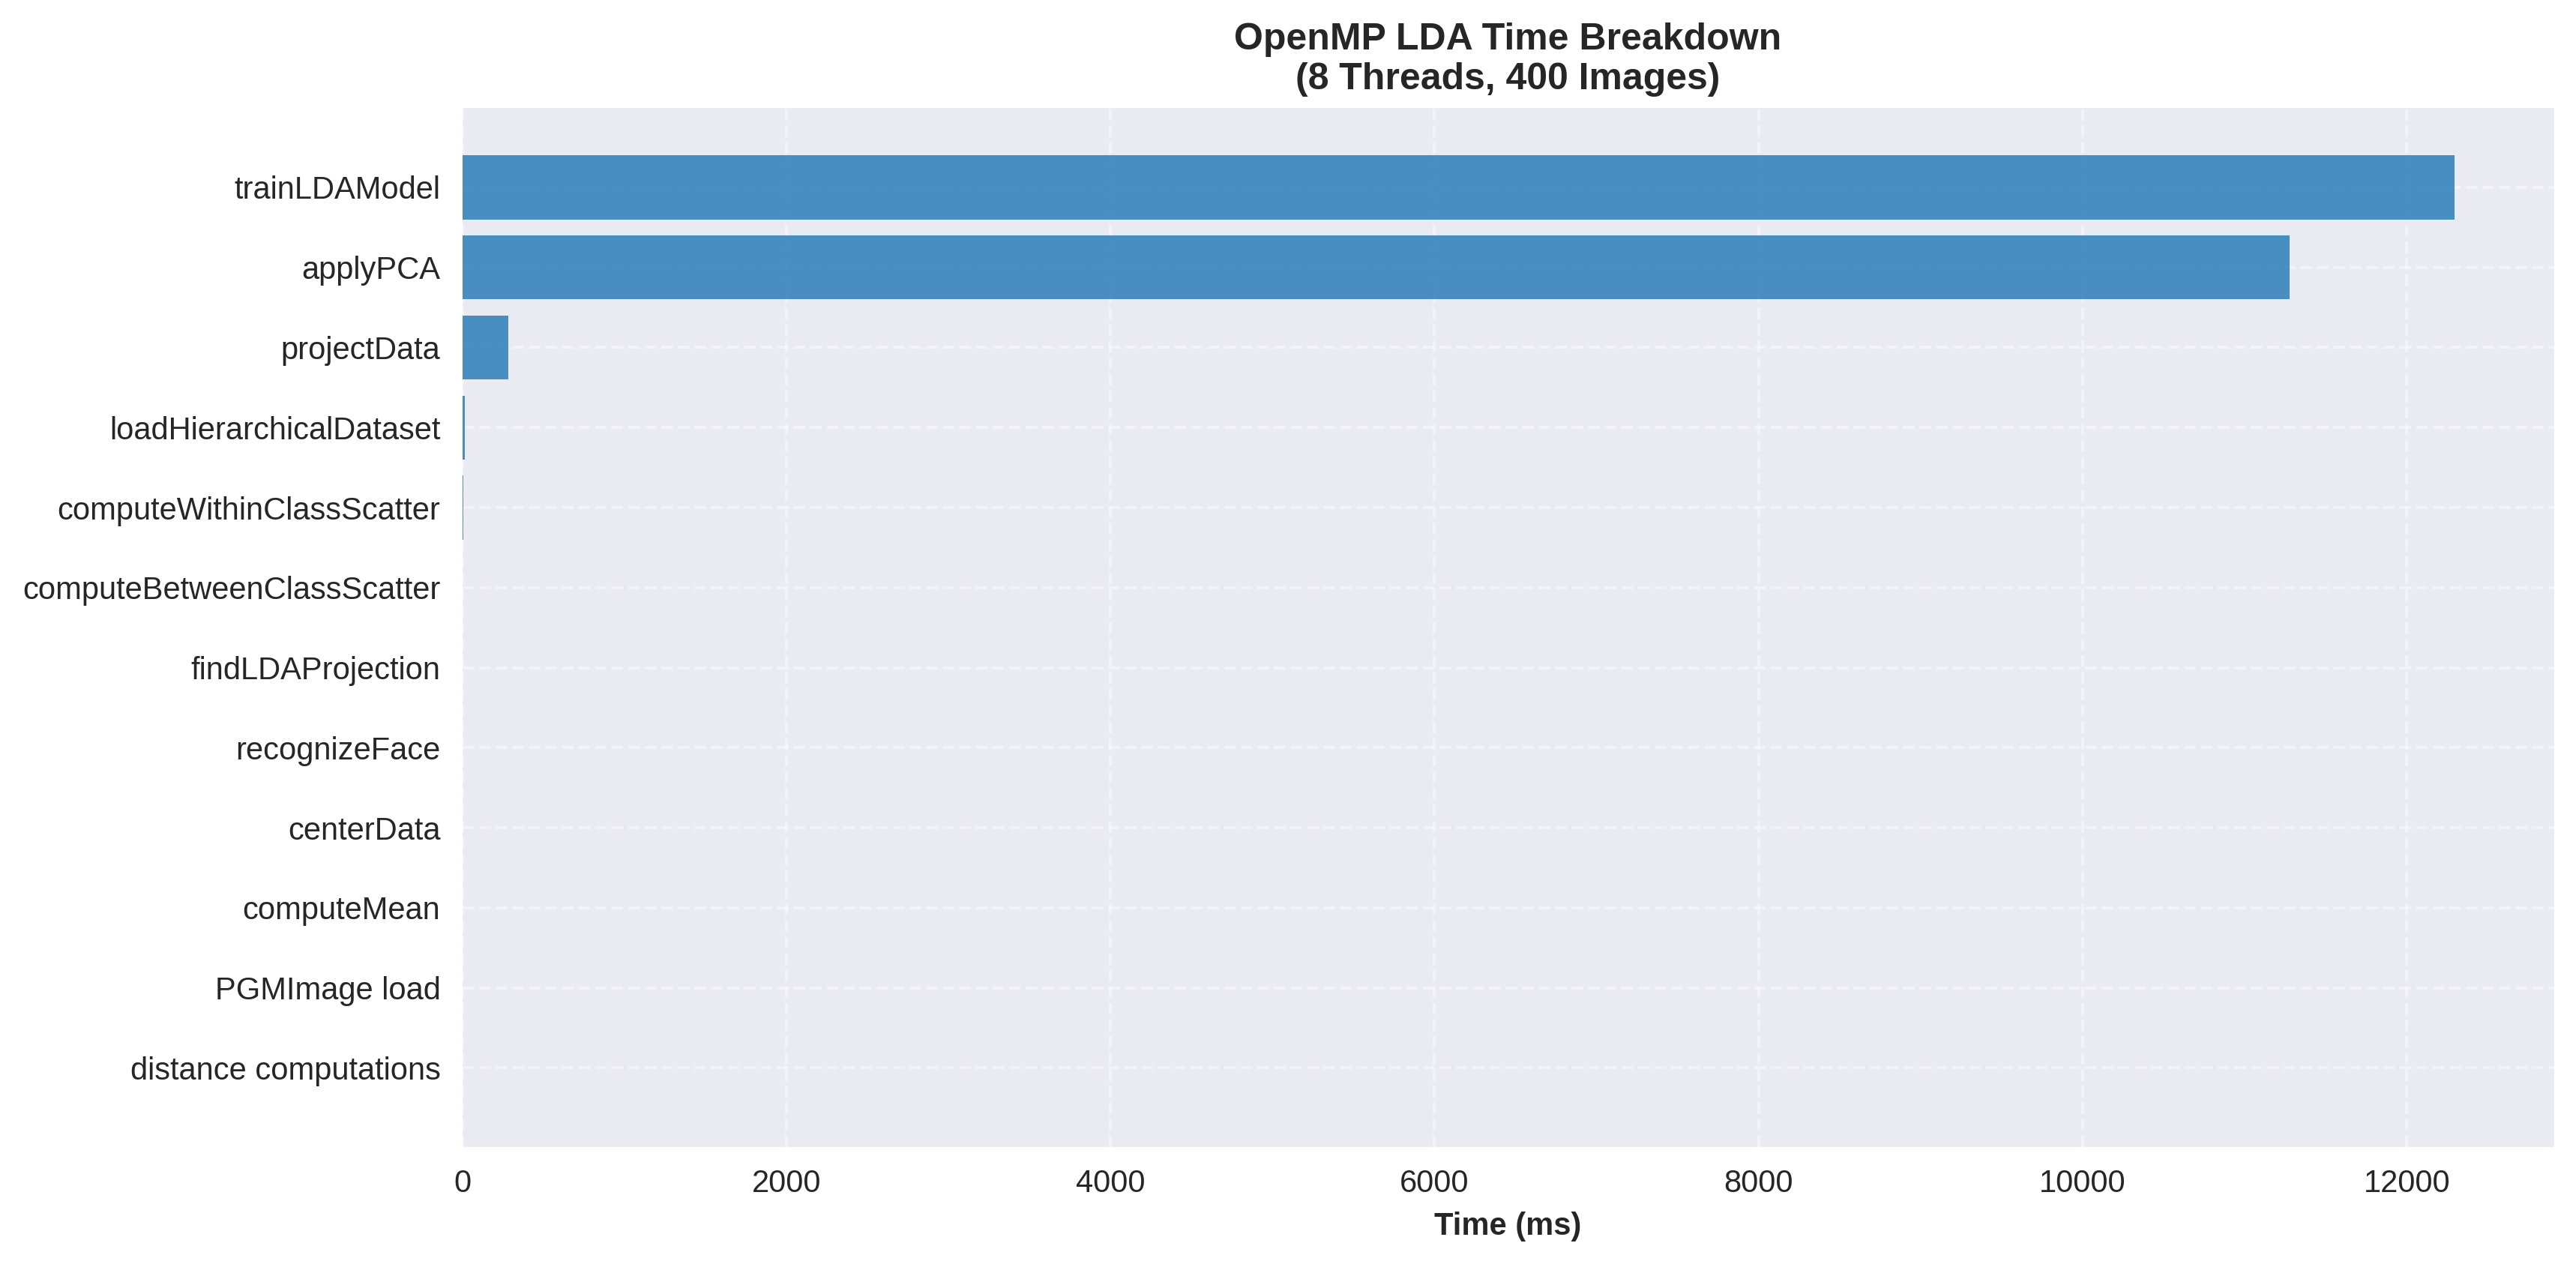 OpenMP LDA Time Breakdown
(8 Threads, 400 Images)
trainLDAModel
applyPCA
projectData
loadHierarchicalDataset
computeWithinClassScatter
computeBetweenClassScatter
findLDAProjection
recognizeFace
centerData
computeMean
PGMImage load
distance computations
0 2000 4000 6000 8000 10000 12000
Time (ms)